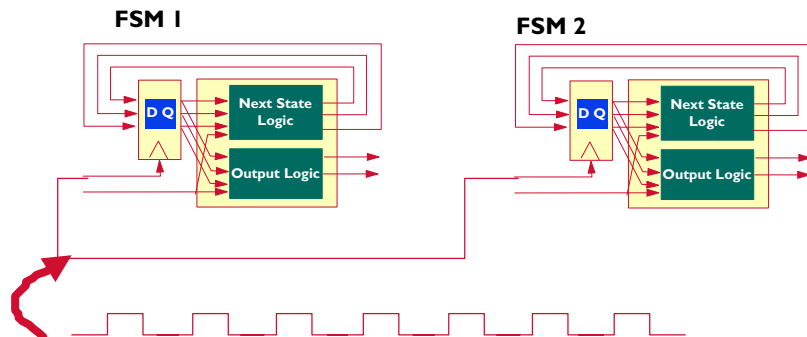 FSM 1
FSM 2
D Q
Next State
Logic
Output Logic
D Q
Next State
Logic
Output Logic